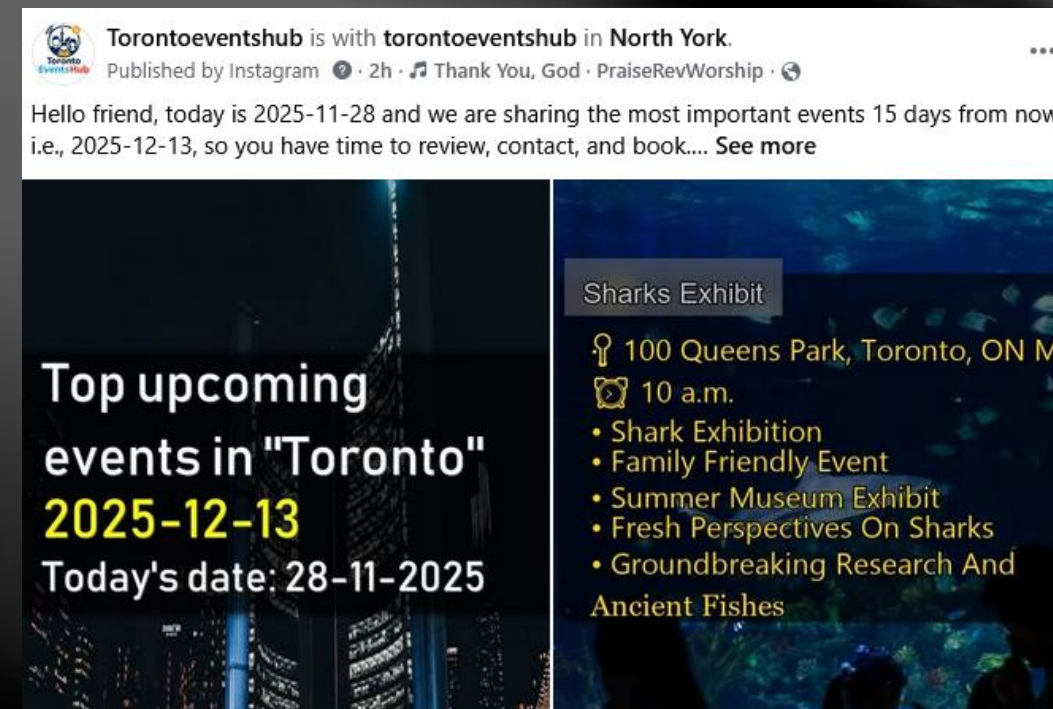 Torontoeventshub is with torontoeventshub in North York.
Published by Instagram · 2h · Thank You, God · PraiseRevWorship ·
Toronto
EventsHub
Hello friend, today is 2025-11-28 and we are sharing the most important events 15 days from now
i.e., 2025-12-13, so you have time to review, contact, and book.... See more
Top upcoming
events in "Toronto"
2025-12-13
Today's date: 28-11-2025
Sharks Exhibit
100 Queens Park, Toronto, ON M
10 a.m.
• Shark Exhibition
• Family Friendly Event
• Summer Museum Exhibit
• Fresh Perspectives On Sharks
• Groundbreaking Research And
Ancient Fishes